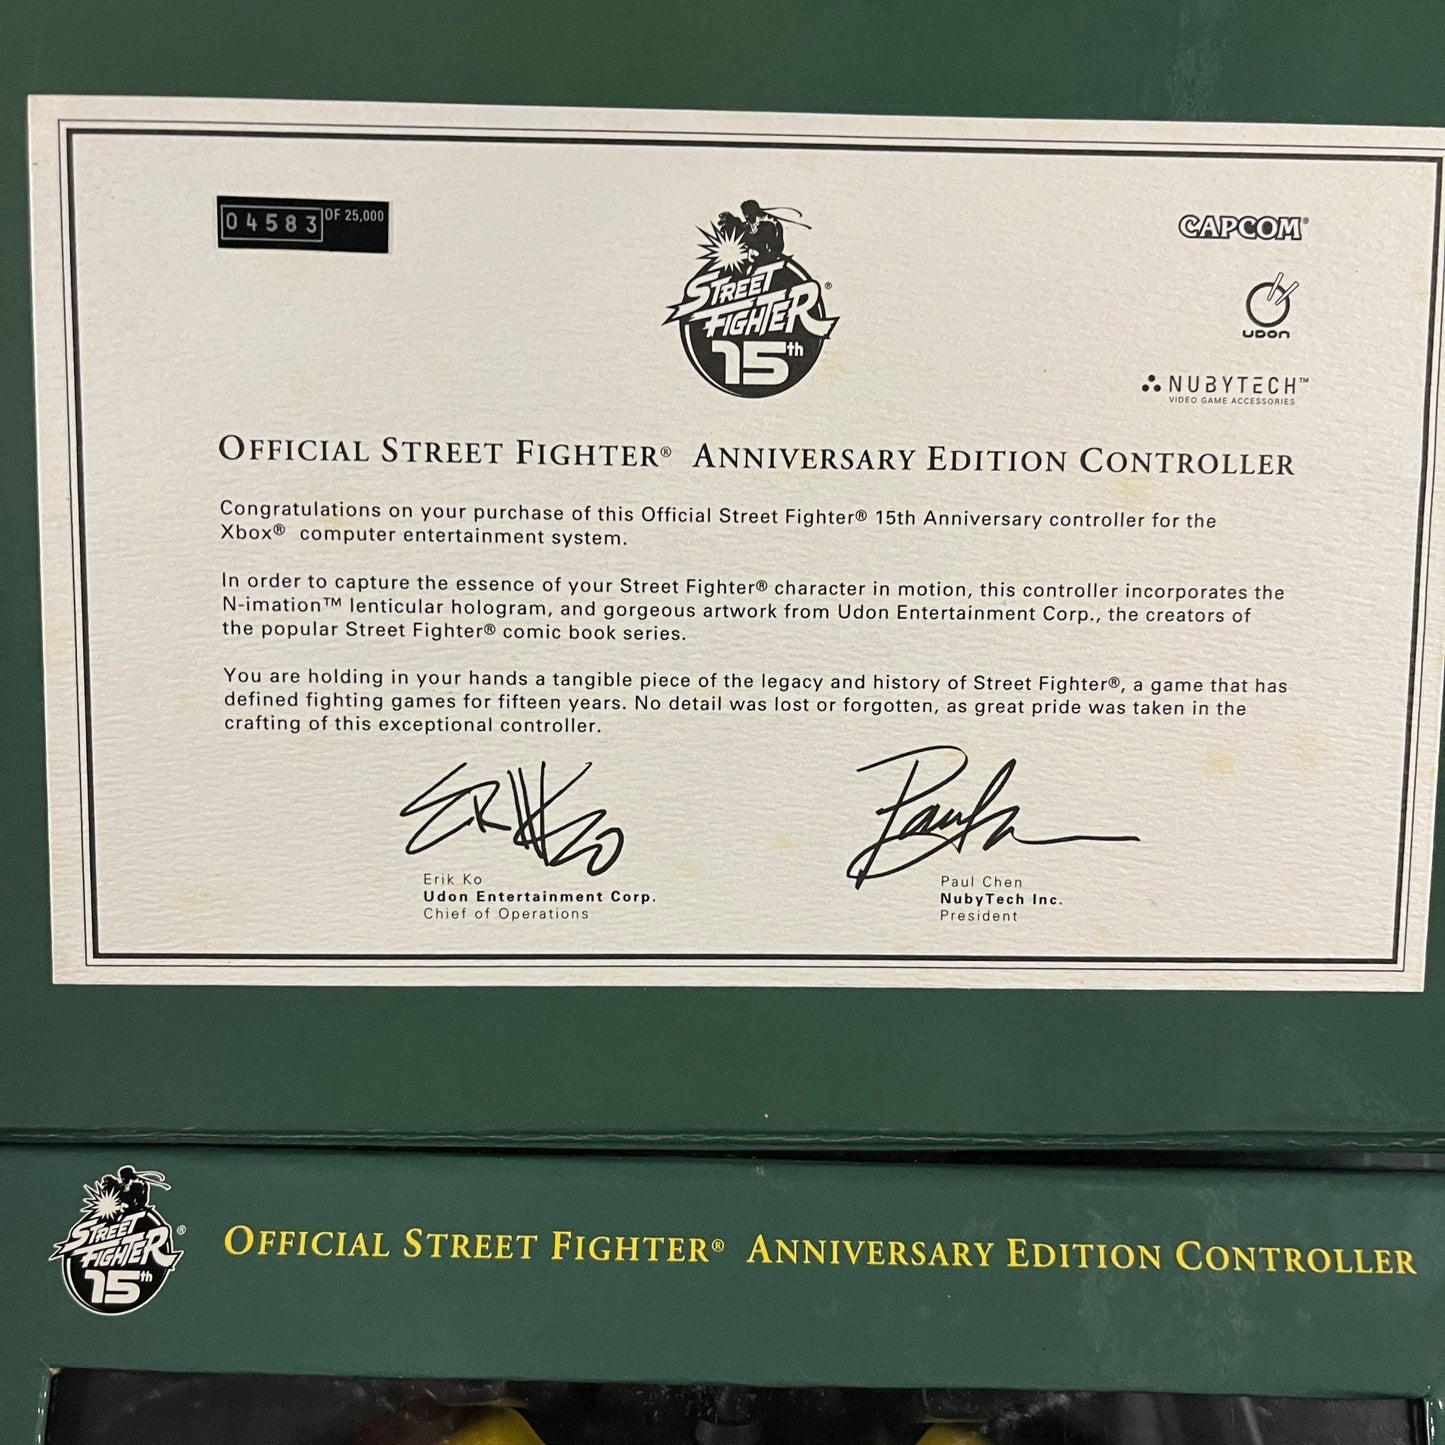 04583 OF 25,000
STREET
FIGHTER®
15th
CAPCOM®
UDON
NUBYTECH™
VIDEO GAME ACCESSORIES
OFFICIAL STREET FIGHTER® ANNIVERSARY EDITION CONTROLLER
Congratulations on your purchase of this Official Street Fighter® 15th Anniversary controller for the
Xbox® computer entertainment system.
In order to capture the essence of your Street Fighter® character in motion, this controller incorporates the
N-imation™ lenticular hologram, and gorgeous artwork from Udon Entertainment Corp., the creators of
the popular Street Fighter® comic book series.
You are holding in your hands a tangible piece of the legacy and history of Street Fighter®, a game that has
defined fighting games for fifteen years. No detail was lost or forgotten, as great pride was taken in the
crafting of this exceptional controller.
ERIK KO
Erik Ko
Udon Entertainment Corp.
Chief of Operations
Paul Chen
NubyTech Inc.
President
STREET
FIGHTER®
15th
OFFICIAL STREET FIGHTER® ANNIVERSARY EDITION CONTROLLER